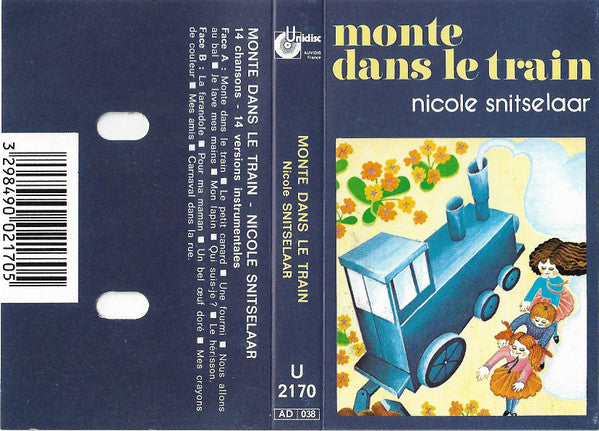 monte
dans le train
nicole snitselaar
Unidisc
AUVIDIS
France
MONTE DANS LE TRAIN
Nicole SNITSELAAR
U
2170
AD 038
MONTE DANS LE TRAIN - NICOLE SNITSELAAR
14 chansons - 14 versions instrumentales
Face A : Monte dans le train ■ Le petit canard ■ Une fourmi ■ Nous allons
au bal ■ Je lave mes mains ■ Mon lapin ■ Qui suis-je ? ■ Le hérisson.
Face B : La farandole ■ Pour ma maman ■ Un bel œuf doré ■ Mes crayons
de couleur ■ Mes amis ■ Carnaval dans la rue.
3 298490 021705